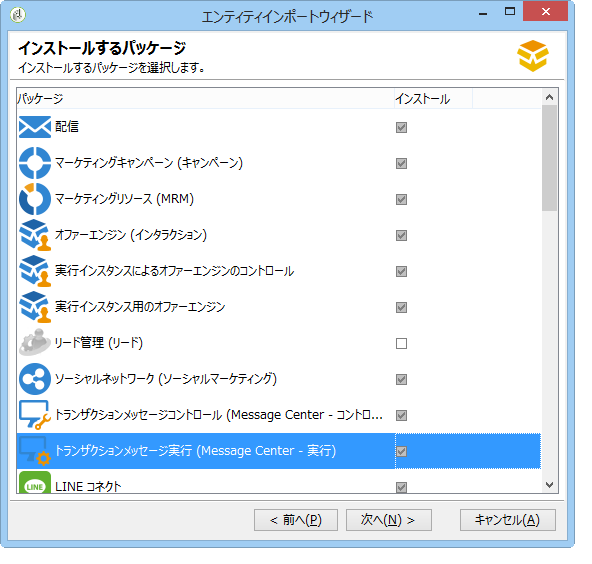 エンティティインポートウィザード
インストールするパッケージ
インストールするパッケージを選択します。
パッケージ インストール
配信
マーケティングキャンペーン (キャンペーン)
マーケティングリソース (MRM)
オファーエンジン (インタラクション)
実行インスタンスによるオファーエンジンのコントロール
実行インスタンス用のオファーエンジン
リード管理 (リード)
ソーシャルネットワーク (ソーシャルマーケティング)
トランザクションメッセージコントロール (Message Center - コントロ...
トランザクションメッセージ実行 (Message Center - 実行)
LINE LINE コネクト
< 前へ(P) 次へ(N) > キャンセル(A)